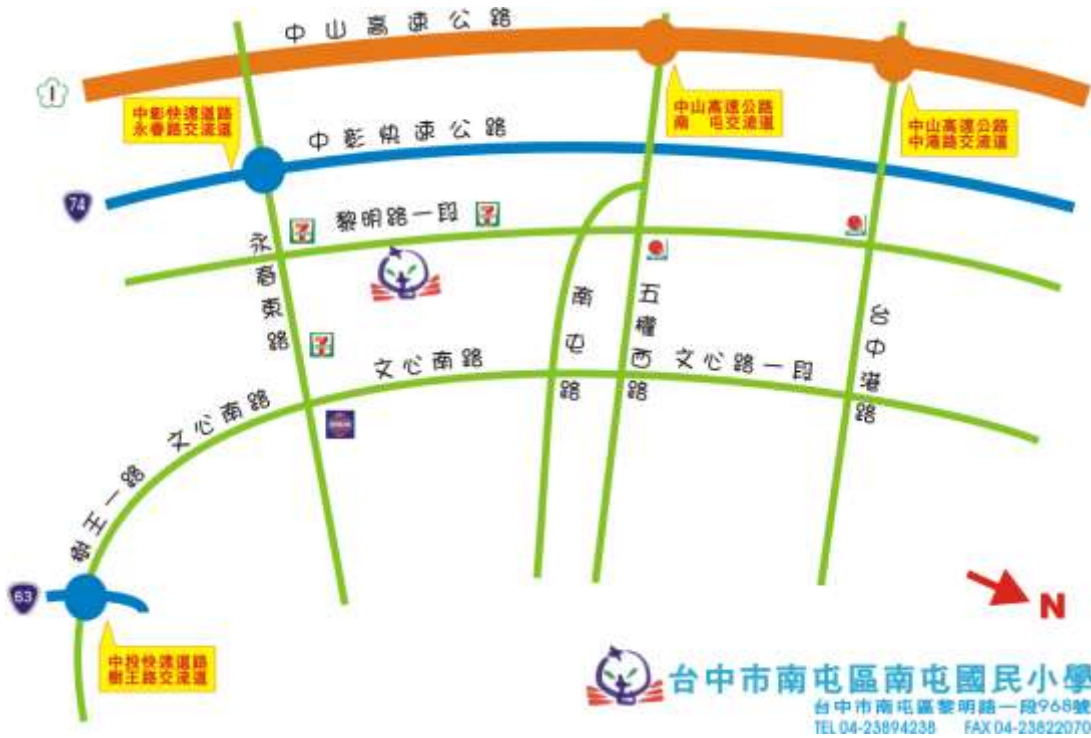 中山高速公路
1
中彰快速道路
永春路交流道
中山高速公路
南 屯交流道
中山高速公路
中港路交流道
中彰快速公路
74
黎明路一段
永春東路
南屯路
五權西路
台中港路
文心南路
文心路一段
文心南路
樹王一路
63
中投快速道路
樹王路交流道
N
台中市南屯區南屯國民小學
台中市南屯區黎明路一段968號
TEL 04-23894238 FAX 04-23822070